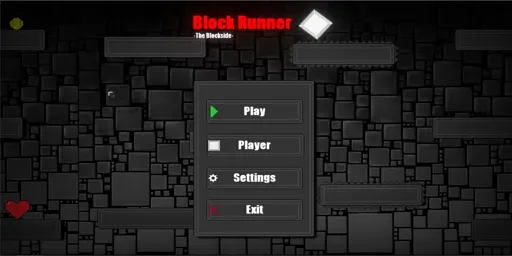 Block Runner
-The Blockside-
Play
Player
Settings
Exit